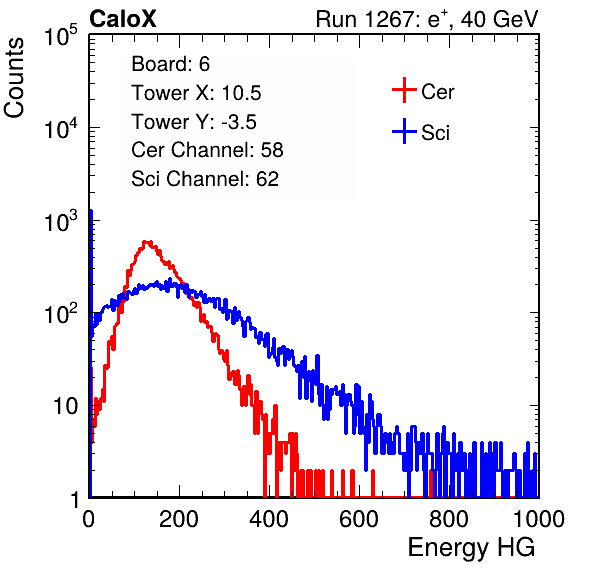 CaloX Run 1267: e⁺, 40 GeV
Counts
Board: 6
Tower X: 10.5
Tower Y: -3.5
Cer Channel: 58
Sci Channel: 62
Cer
Sci
10⁵
10⁴
10³
10²
10
1
0 200 400 600 800 1000
Energy HG